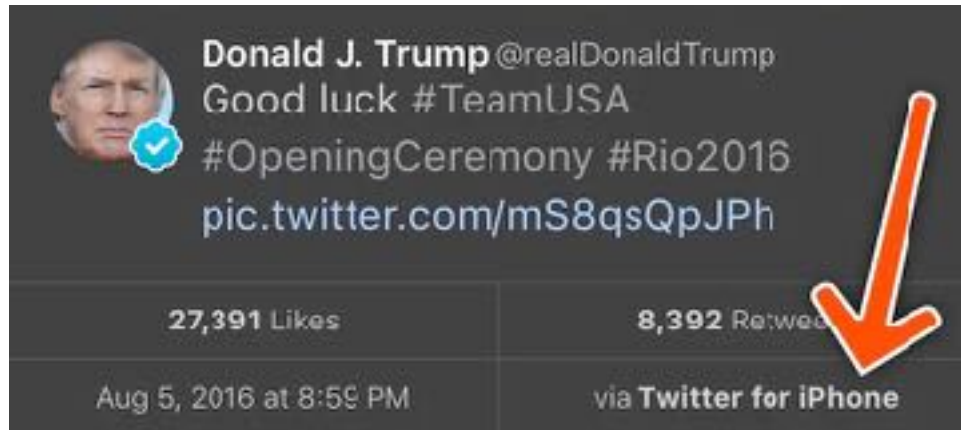 Donald J. Trump @realDonaldTrump
Good luck #TeamUSA
#OpeningCeremony #Rio2016
pic.twitter.com/mS8qsQpJPh
27,391 Likes
8,392
Aug 5, 2016 at 8:59 PM
via Twitter for iPhone